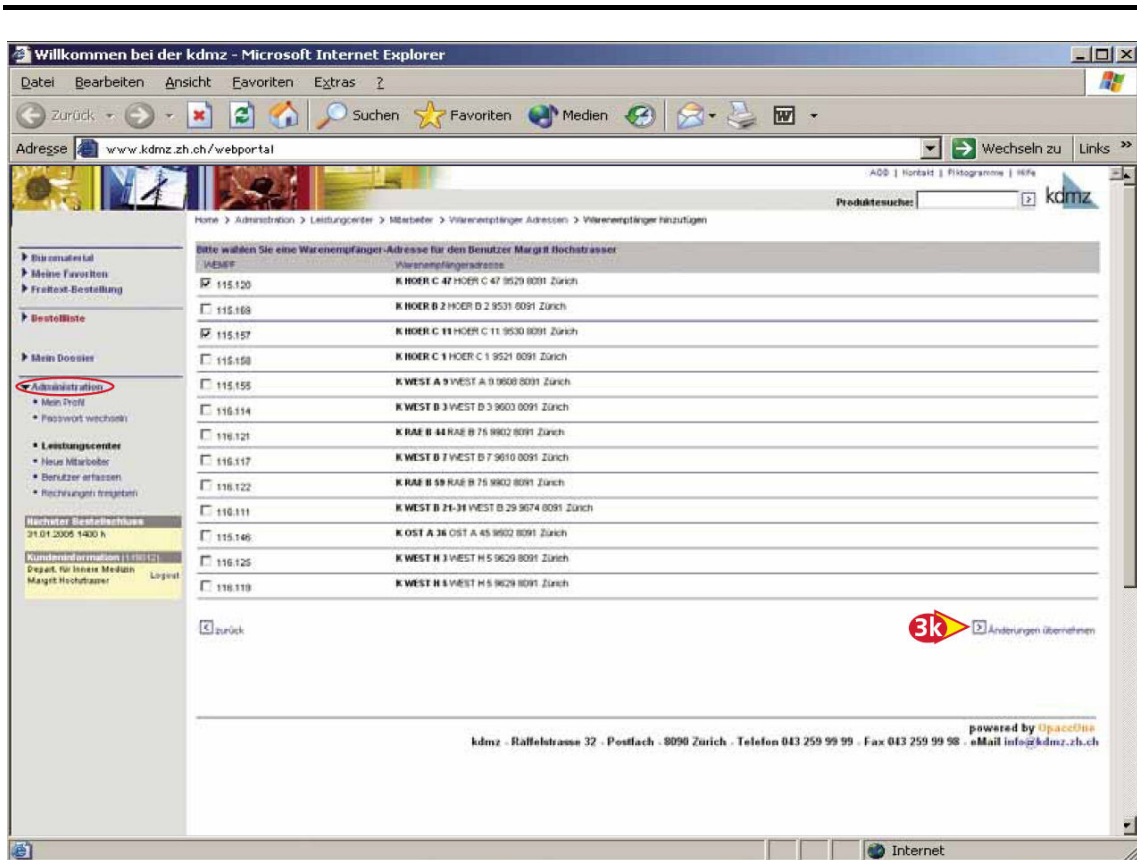 Willkommen bei der kdmz - Microsoft Internet Explorer
Datei Bearbeiten Ansicht Favoriten Extras ?
Zurück Suchen Favoriten Medien
Adresse www.kdmz.zh.ch/webportal Wechseln zu Links »
AGB | Kontakt | Piktogramme | Hilfe
Produktesuche: kdmz
Home > Administration > Leistungcenter > Mitarbeiter > Warenempfänger Adressen > Warenempfänger hinzufügen
Bitte wählen Sie eine Warenempfänger-Adresse für den Benutzer Margrit Hochstrasser
WEMPF Warenempfängeradresse
115.120 K HOER C 47 HOER C 47 9529 8091 Zürich
K HOER B 2 HOER B 2 9531 8091 Zürich
115.157 K HOER C 11 HOER C 11 9530 8091 Zürich
115.158 K HOER C 1 HOER C 1 9521 8091 Zürich
115.155 K WEST A 9 WEST A 9 9608 8091 Zürich
116.114 K WEST B 3 WEST B 3 9603 8091 Zürich
116.121 K RAE B 44 RAE B 75 9902 8091 Zürich
116.117 K WEST B 7 WEST B 7 9610 8091 Zürich
116.122 K RAE B 59 RAE B 75 9902 8091 Zürich
116.111 K WEST B 21-31 WEST B 29 9674 8091 Zürich
115.146 K OST A 36 OST A 45 9602 8091 Zürich
116.125 K WEST H 3 WEST H 5 9629 8091 Zürich
116.119 K WEST H 5 WEST H 5 9629 8091 Zürich
Büromaterial
Meine Favoriten
Freitext-Bestellung
Bestellliste
Mein Dossier
Administration
Mein Profil
Passwort wechseln
Leistungscenter
Neue Mitarbeiter
Benutzer erfassen
Rechnungen freigeben
Nächster Bestellschluss
31.01.2005 1400 h
Kundeninformation
Depart. für Innere Medizin
Margrit Hochstrasser Logout
zurück 3k Änderungen übernehmen
powered by OpaccOne
kdmz - Räffelstrasse 32 - Postfach - 8090 Zürich - Telefon 043 259 99 99 - Fax 043 259 99 98 - eMail info@kdmz.zh.ch
Internet